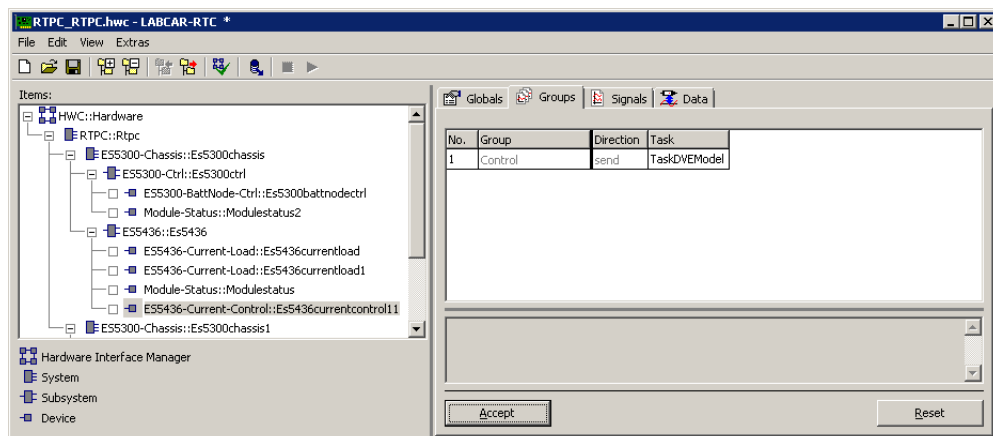 RTPC_RTPC.hwc - LABCAR-RTC *
File Edit View Extras
Items:
HWC::Hardware
RTPC::Rtpc
ES5300-Chassis::Es5300chassis
ES5300-Ctrl::Es5300ctrl
ES5300-BattNode-Ctrl::Es5300battnodectrl
Module-Status::Modulestatus2
ES5436::Es5436
ES5436-Current-Load::Es5436currentload
ES5436-Current-Load::Es5436currentload1
Module-Status::Modulestatus
ES5436-Current-Control::Es5436currentcontrol11
ES5300-Chassis::Es5300chassis1
Hardware Interface Manager
System
Subsystem
Device
Globals Groups Signals Data
No. Group Direction Task
1 Control send TaskDVEModel
Accept Reset